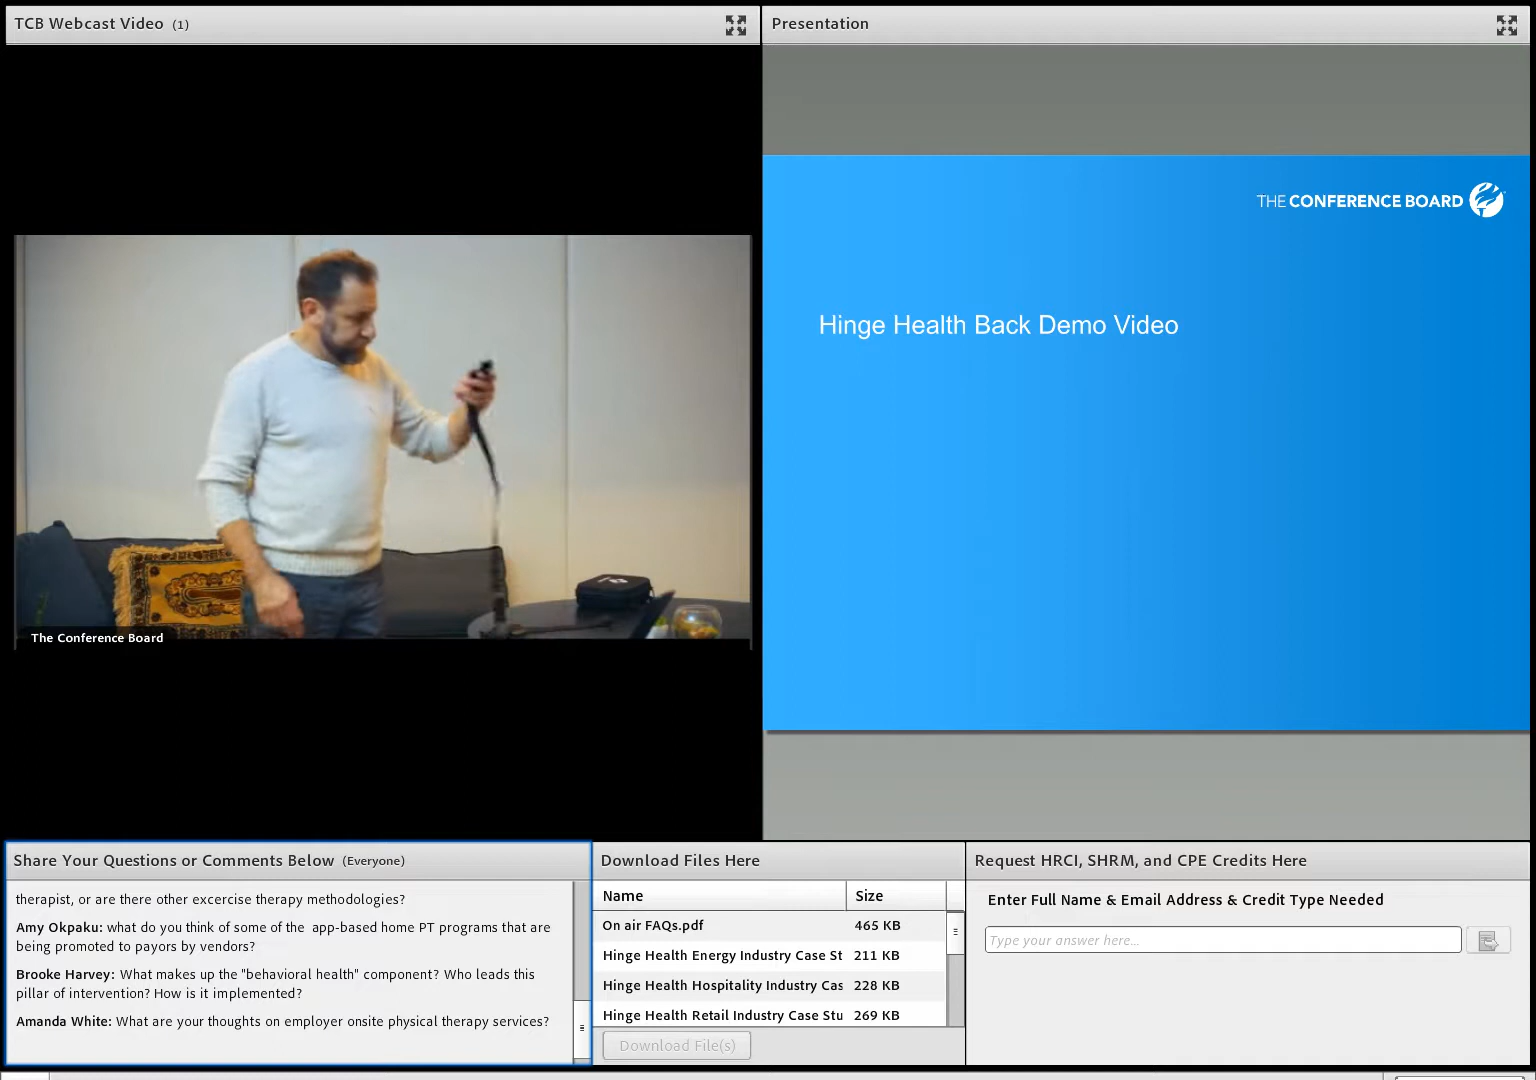 TCB Webcast Video (1)
Presentation
THE CONFERENCE BOARD
Hinge Health Back Demo Video
The Conference Board
Share Your Questions or Comments Below (Everyone)
therapist, or are there other excercise therapy methodologies?
Amy Okpaku: what do you think of some of the  app-based home PT programs that are
being promoted to payors by vendors?
Brooke Harvey: What makes up the "behavioral health" component? Who leads this
pillar of intervention? How is it implemented?
Amanda White: What are your thoughts on employer onsite physical therapy services?
Download Files Here
Name Size
On air FAQs.pdf 465 KB
Hinge Health Energy Industry Case St 211 KB
Hinge Health Hospitality Industry Cas 228 KB
Hinge Health Retail Industry Case Stu 269 KB
Download File(s)
Request HRCI, SHRM, and CPE Credits Here
Enter Full Name & Email Address & Credit Type Needed
Type your answer here...